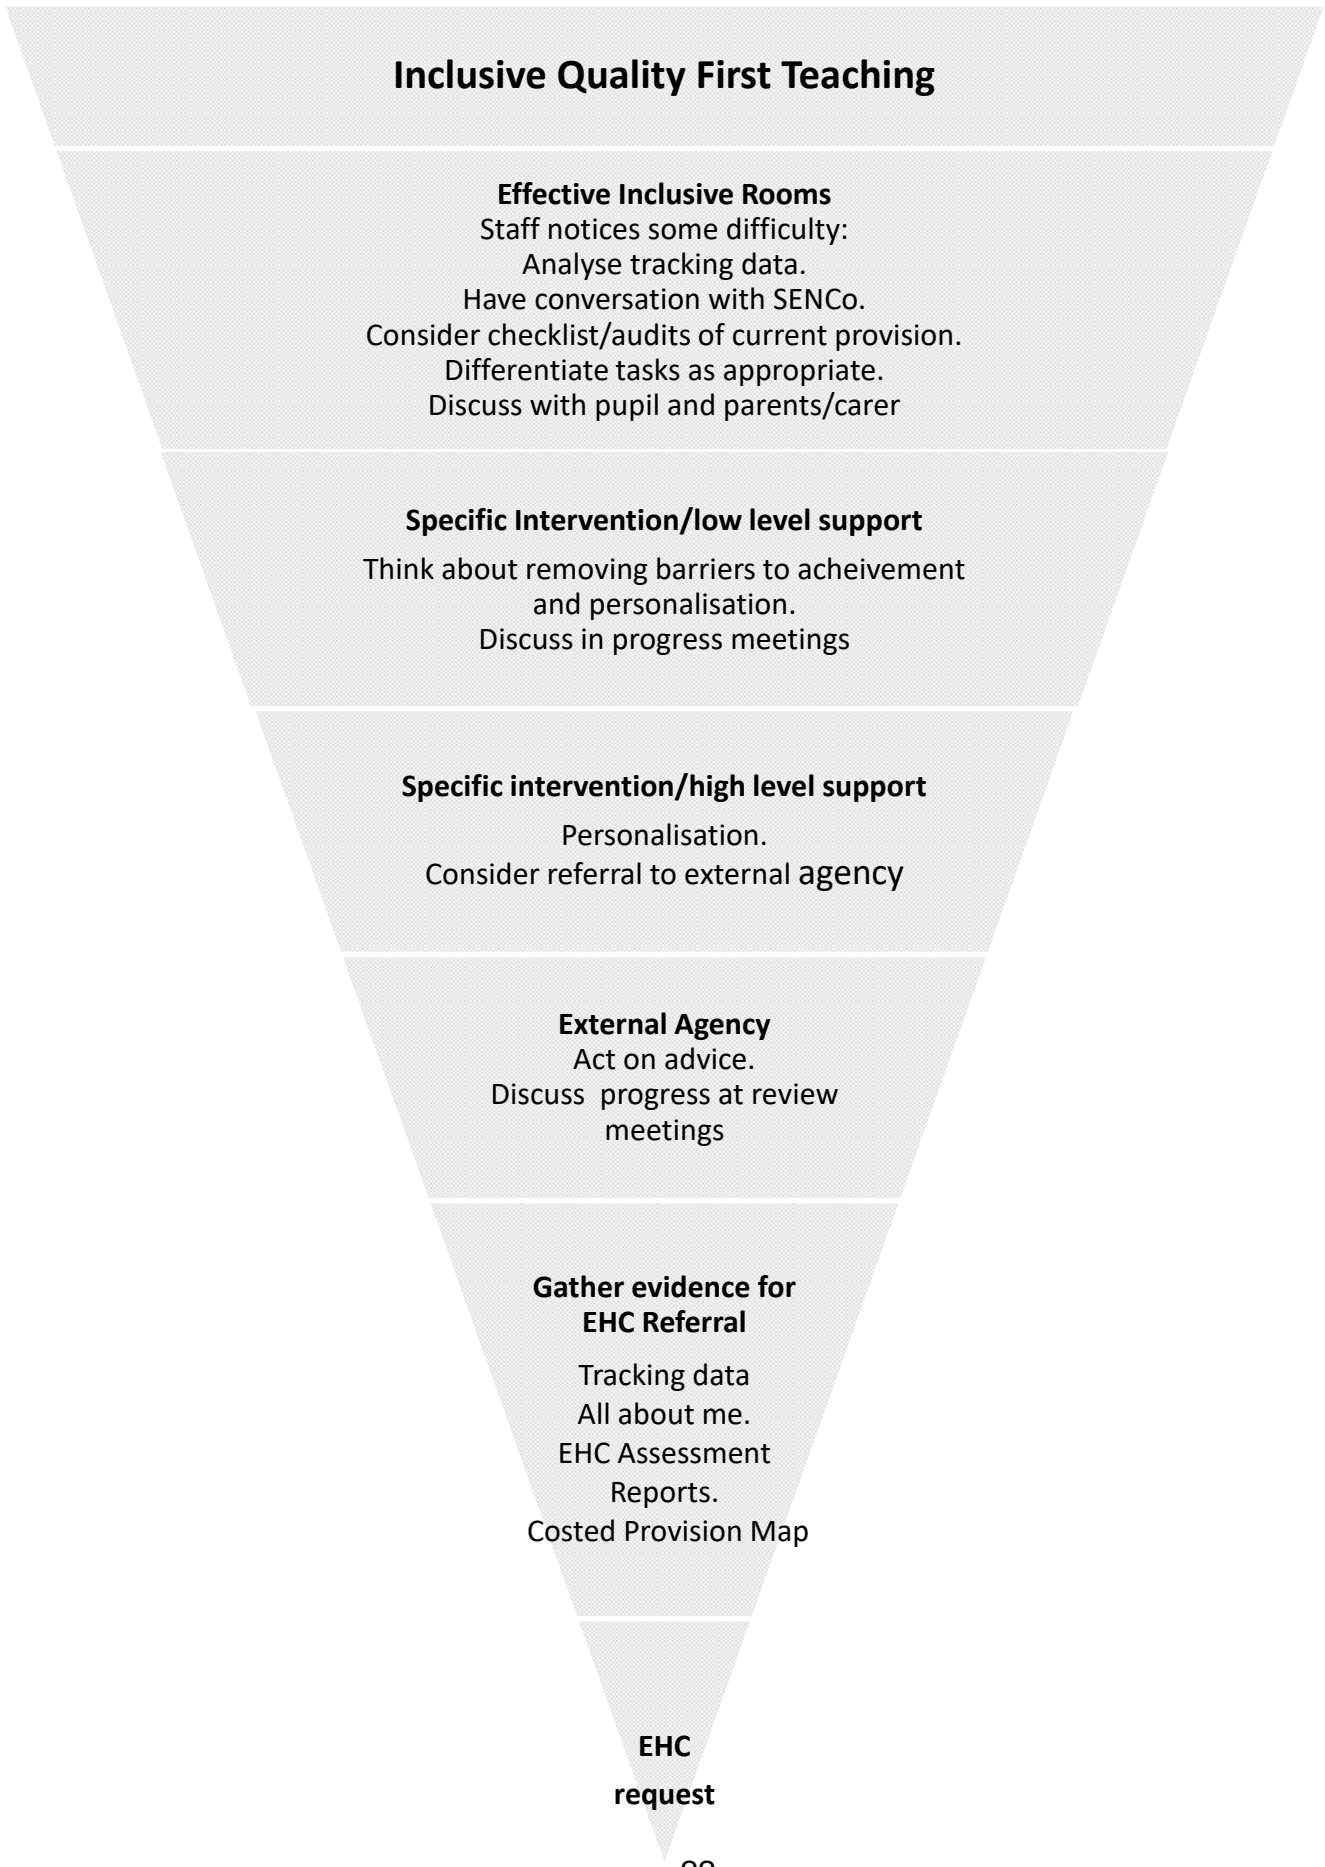 Inclusive Quality First Teaching
Effective Inclusive Rooms
Staff notices some difficulty:
Analyse tracking data.
Have conversation with SENCo.
Consider checklist/audits of current provision.
Differentiate tasks as appropriate.
Discuss with pupil and parents/carer
Specific Intervention/low level support
Think about removing barriers to acheivement
and personalisation.
Discuss in progress meetings
Specific intervention/high level support
Personalisation.
Consider referral to external agency
External Agency
Act on advice.
Discuss  progress at review
meetings
Gather evidence for
EHC Referral
Tracking data
All about me.
EHC Assessment
Reports.
Costed Provision Map
EHC
request